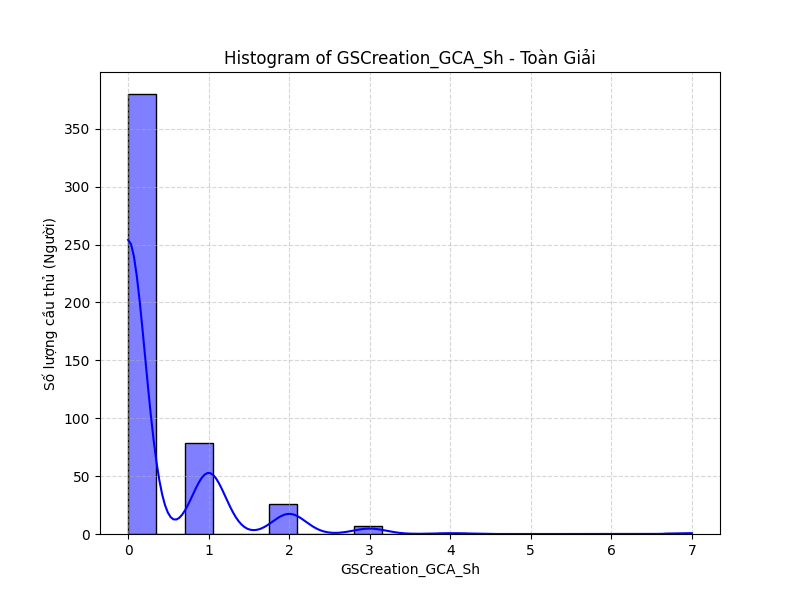 Histogram of GSCreation_GCA_Sh - Toàn Giải
Số lượng cầu thủ (Người)
350
300
250
200
150
100
50
0
0 1 2 3 4 5 6 7
GSCreation_GCA_Sh